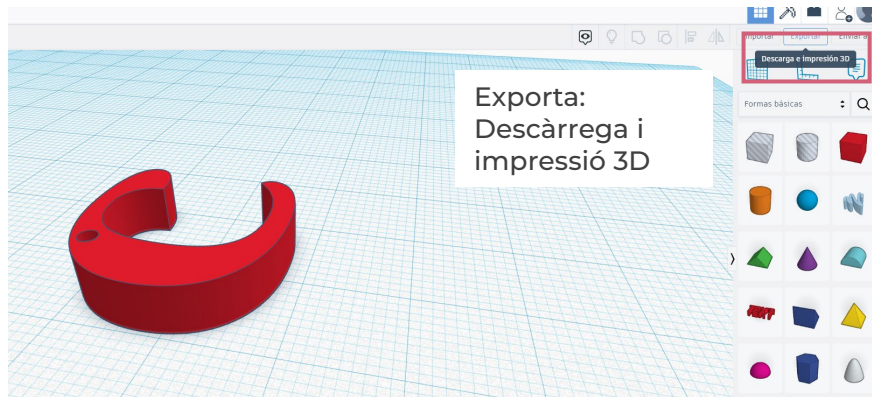 Importar Exportar Enviar a
Descarga e impresión 3D
Exporta:
Descàrrega i
impressió 3D
Formas básicas